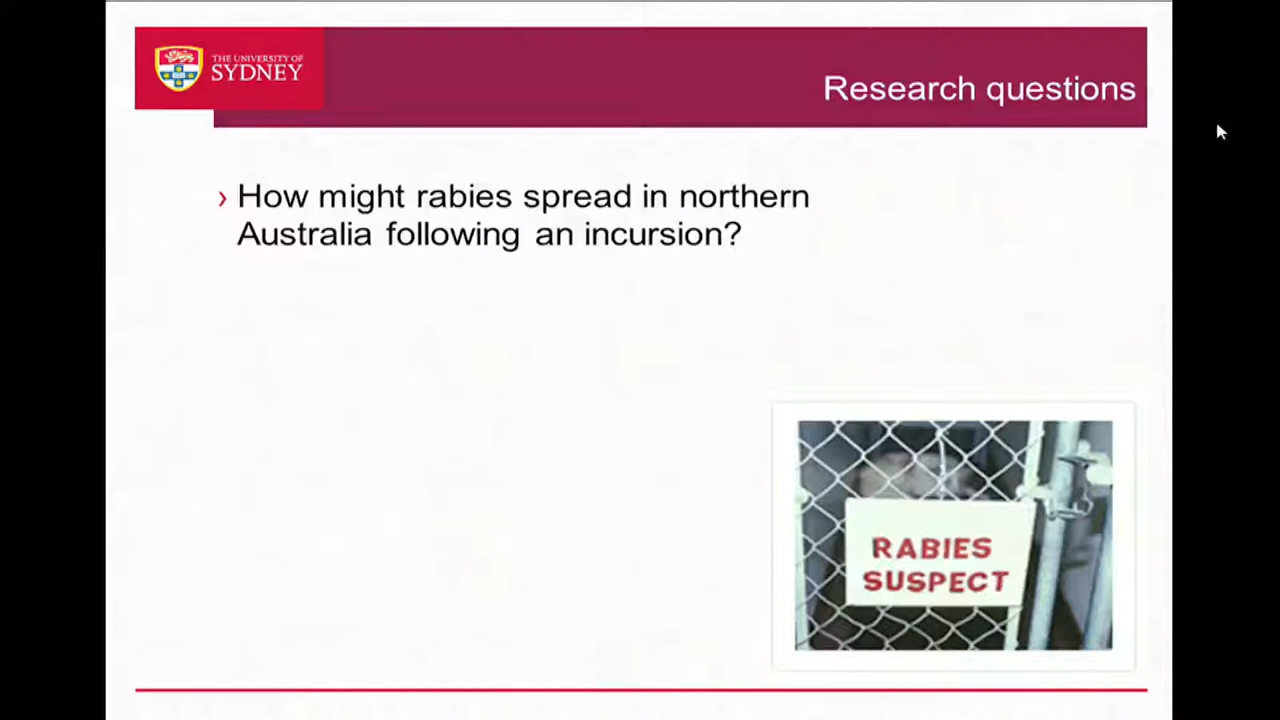 THE UNIVERSITY OF
SYDNEY
Research questions
› How might rabies spread in northern
Australia following an incursion?
RABIES
SUSPECT